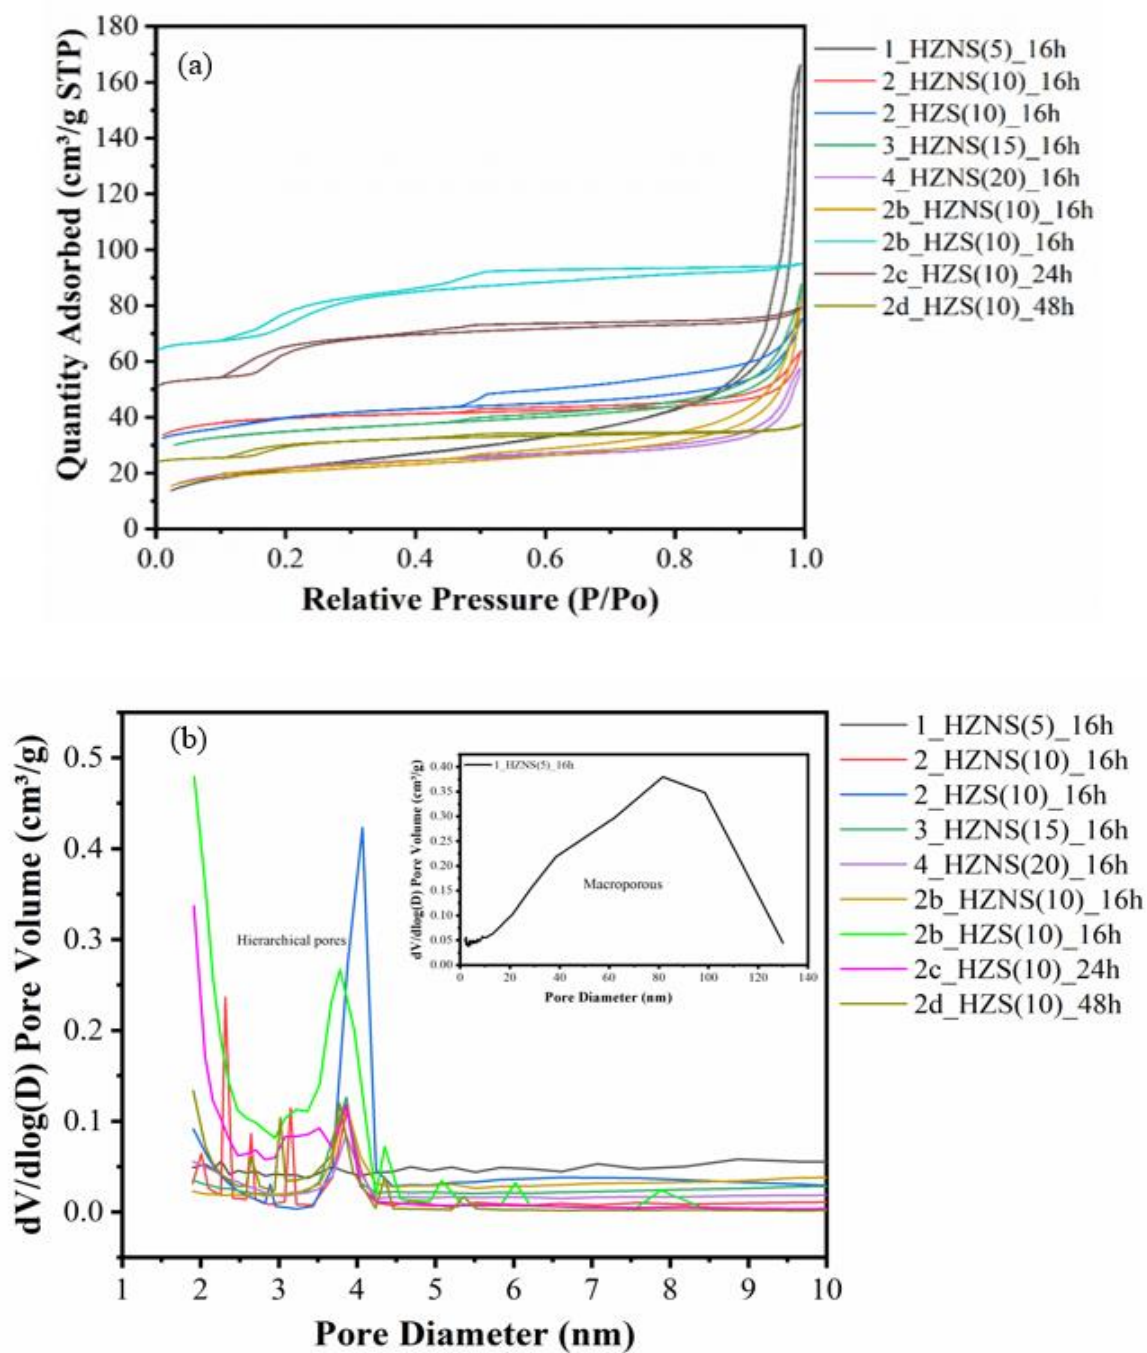 (a)
Quantity Adsorbed (cm³/g STP)
180
160
140
120
100
80
60
40
20
0
0.0 0.2 0.4 0.6 0.8 1.0
Relative Pressure (P/Po)
1_HZNS(5)_16h
2_HZNS(10)_16h
2_HZS(10)_16h
3_HZNS(15)_16h
4_HZNS(20)_16h
2b_HZNS(10)_16h
2b_HZS(10)_16h
2c_HZS(10)_24h
2d_HZS(10)_48h
(b)
dV/dlog(D) Pore Volume (cm³/g)
0.5
0.4
0.3
0.2
0.1
0.0
1 2 3 4 5 6 7 8 9 10
Pore Diameter (nm)
Hierarchical pores
dV/dlog(D) Pore Volume (cm³/g)
0.40
0.35
0.30
0.25
0.20
0.15
0.10
0.05
0.00
0 20 40 60 80 100 120 140
Pore Diameter (nm)
1_HZNS(5)_16h
Macroporous
1_HZNS(5)_16h
2_HZNS(10)_16h
2_HZS(10)_16h
3_HZNS(15)_16h
4_HZNS(20)_16h
2b_HZNS(10)_16h
2b_HZS(10)_16h
2c_HZS(10)_24h
2d_HZS(10)_48h